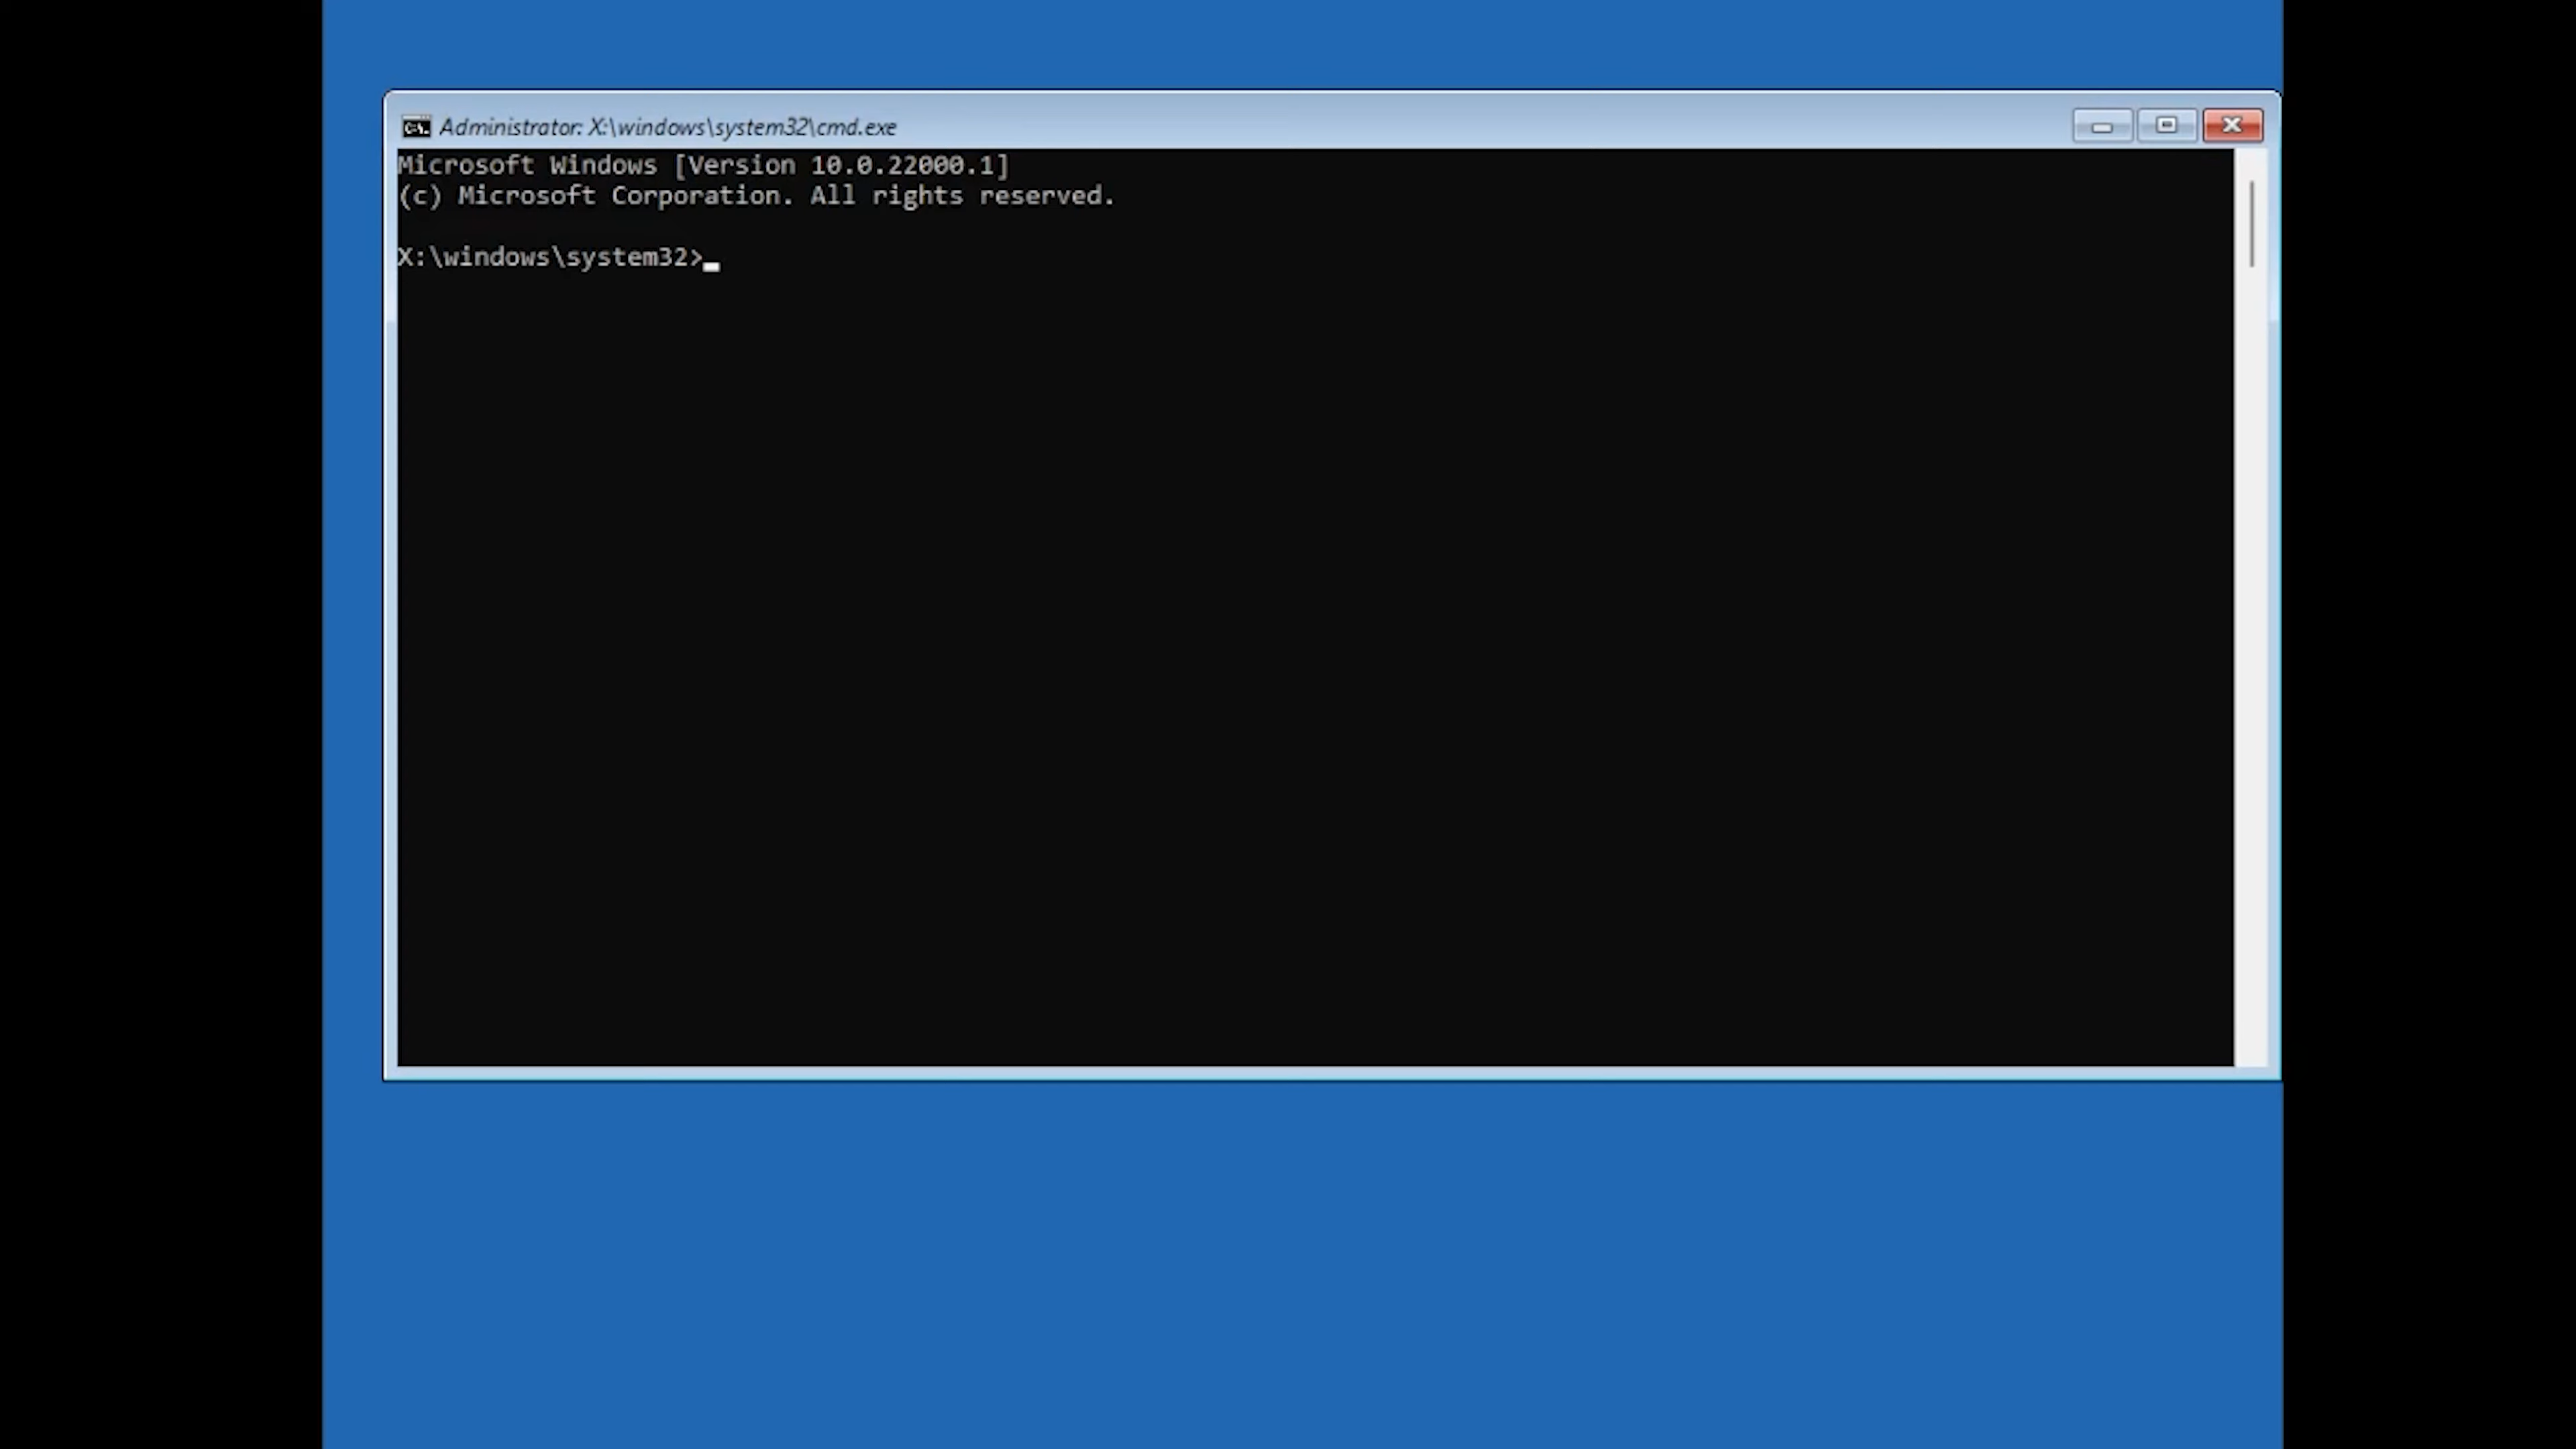 Administrator: X:\windows\system32\cmd.exe
Microsoft Windows [Version 10.0.22000.1]
(c) Microsoft Corporation. All rights reserved.
X:\windows\system32>